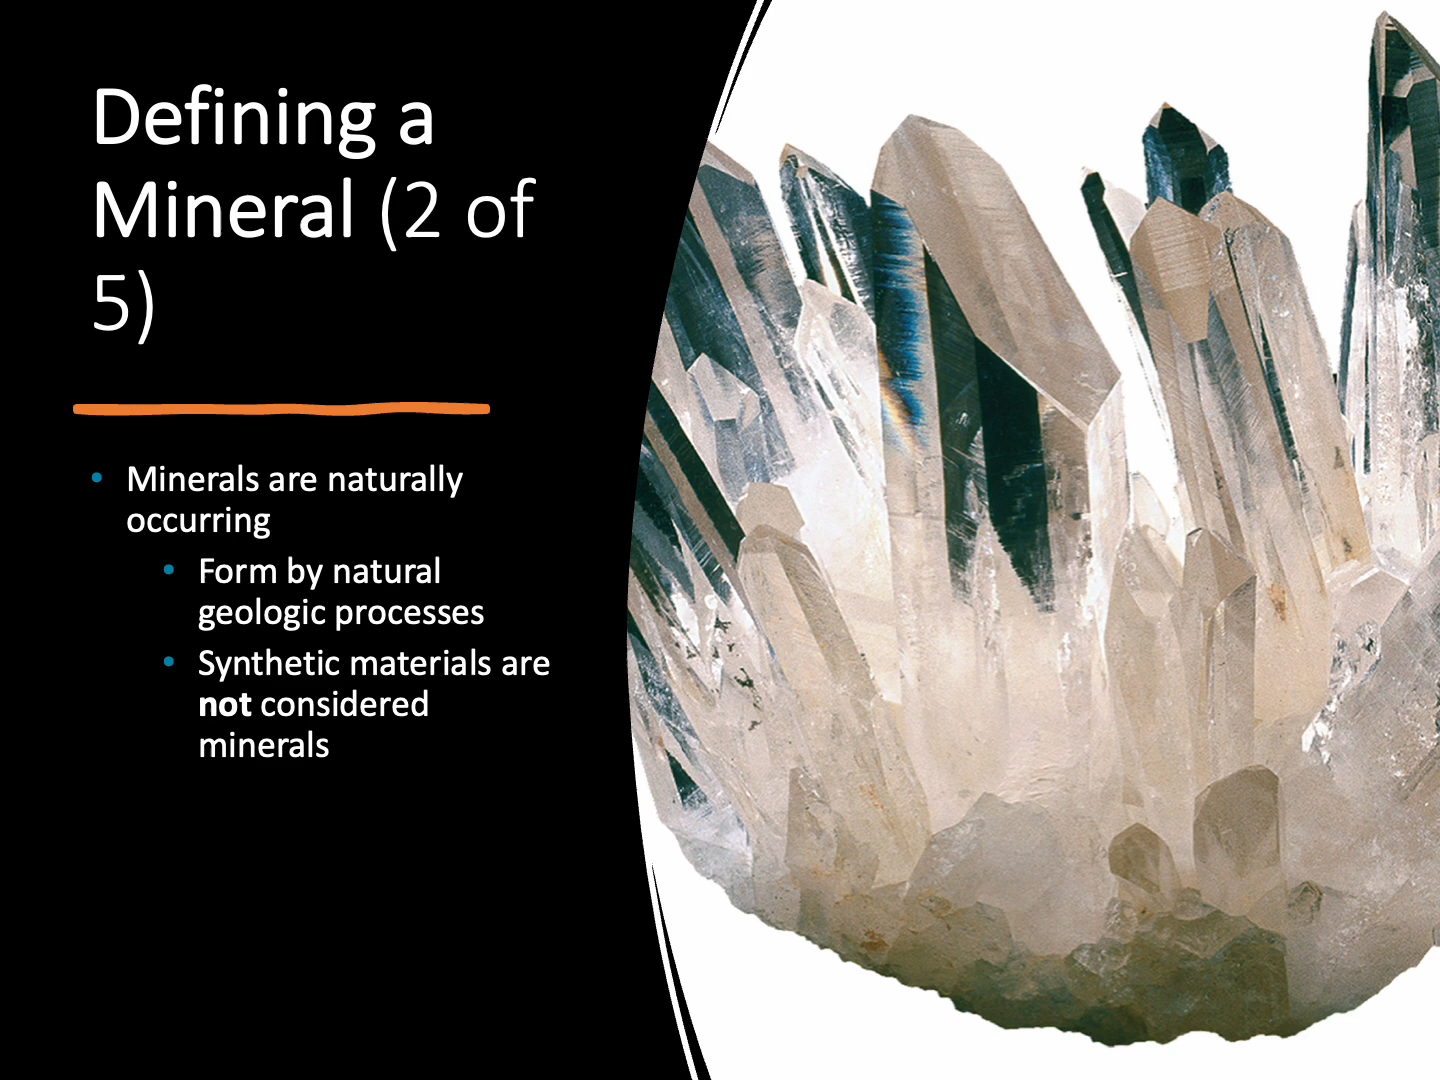 Defining a
Mineral (2 of
5)
• Minerals are naturally
occurring
• Form by natural
geologic processes
• Synthetic materials are
not considered
minerals